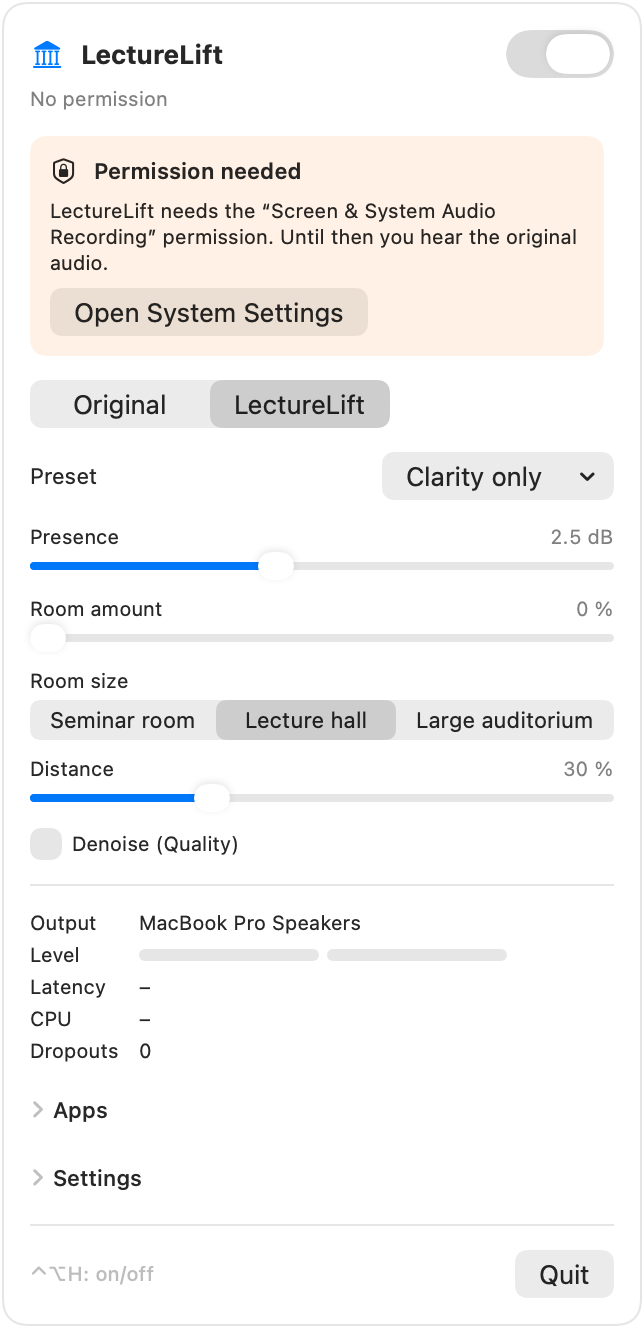 LectureLift
No permission
Permission needed
LectureLift needs the “Screen & System Audio
Recording” permission. Until then you hear the original
audio.
Open System Settings
Original LectureLift
Preset Clarity only
Presence 2.5 dB
Room amount 0 %
Room size
Seminar room Lecture hall Large auditorium
Distance 30 %
Denoise (Quality)
Output MacBook Pro Speakers
Level
Latency –
CPU –
Dropouts 0
Apps
Settings
⌃⌥H: on/off Quit